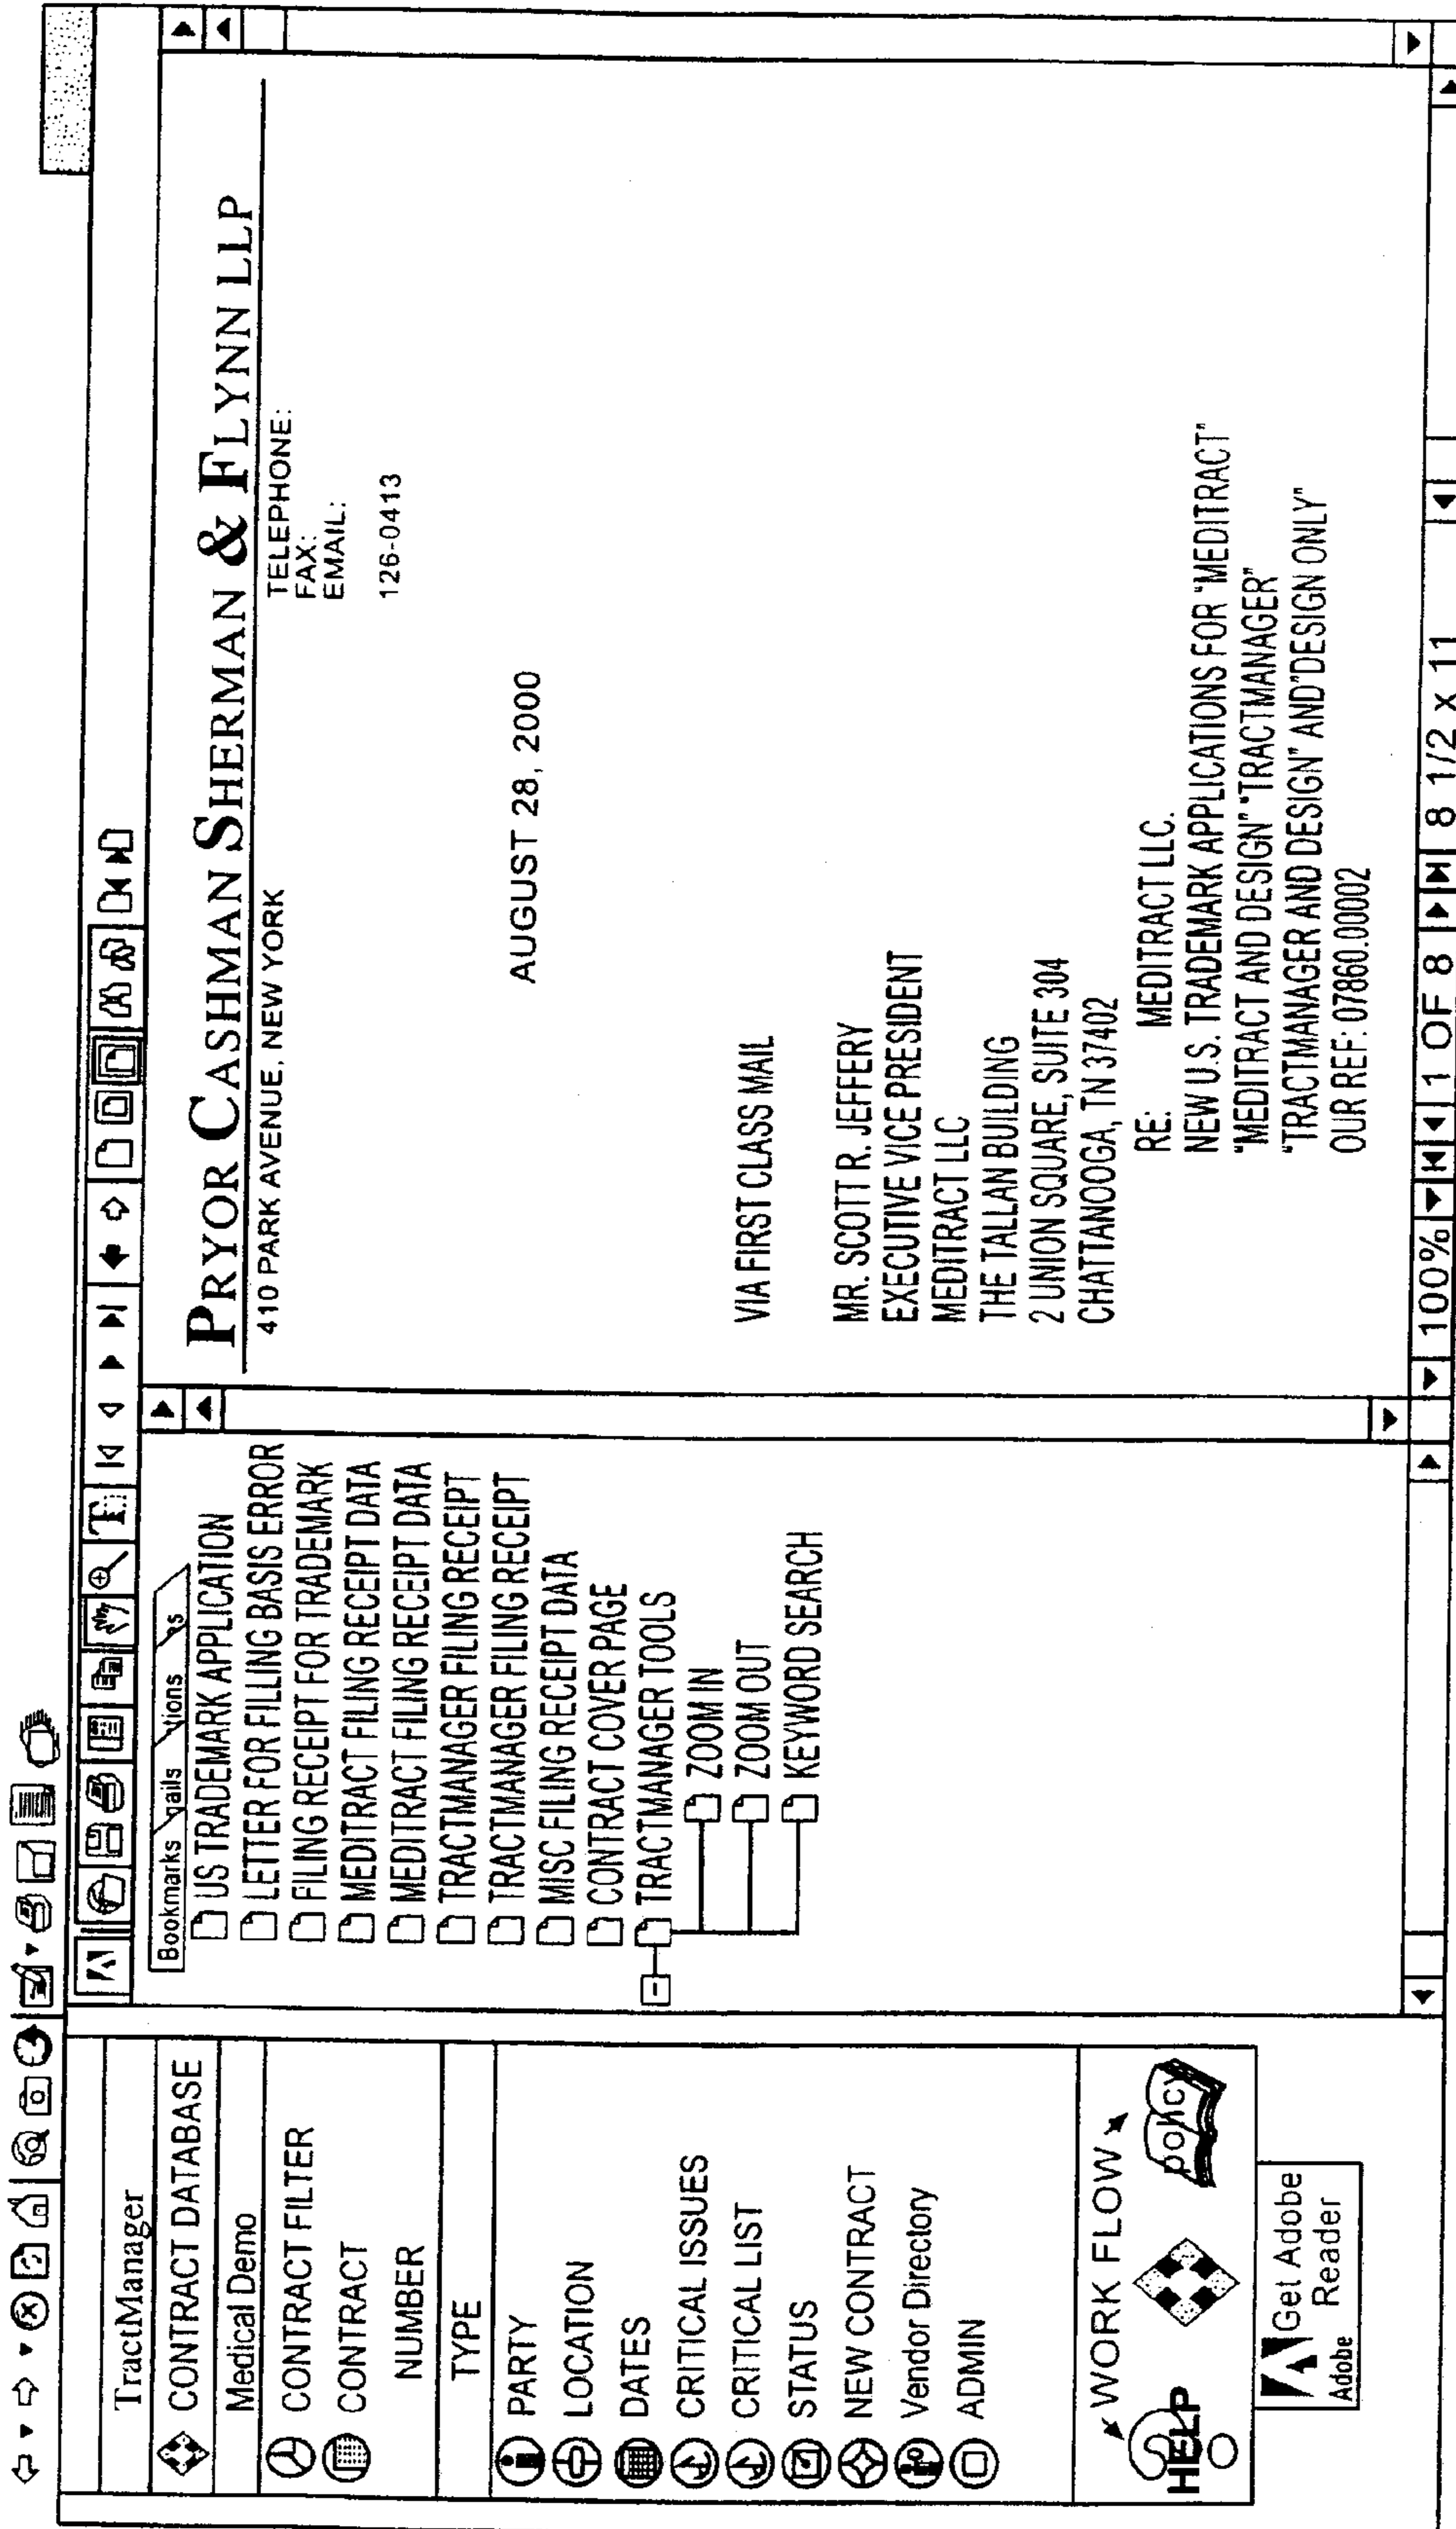 TractManager
CONTRACT DATABASE
Medical Demo
CONTRACT FILTER
CONTRACT
NUMBER
TYPE
PARTY
LOCATION
DATES
CRITICAL ISSUES
CRITICAL LIST
STATUS
NEW CONTRACT
Vendor Directory
ADMIN
WORK FLOW
HELP
policy
Get Adobe
Reader
Adobe
T
Bookmarks ails tions es
US TRADEMARK APPLICATION
LETTER FOR FILLING BASIS ERROR
FILING RECEIPT FOR TRADEMARK
MEDITRACT FILING RECEIPT DATA
MEDITRACT FILING RECEIPT DATA
TRACTMANAGER FILING RECEIPT
TRACTMANAGER FILING RECEIPT
MISC FILING RECEIPT DATA
CONTRACT COVER PAGE
TRACTMANAGER TOOLS
ZOOM IN
ZOOM OUT
KEYWORD SEARCH
PRYOR CASHMAN SHERMAN & FLYNN LLP
410 PARK AVENUE, NEW YORK
TELEPHONE:
FAX:
EMAIL:
126-0413
AUGUST 28, 2000
VIA FIRST CLASS MAIL
MR. SCOTT R. JEFFERY
EXECUTIVE VICE PRESIDENT
MEDITRACT LLC
THE TALLAN BUILDING
2 UNION SQUARE, SUITE 304
CHATTANOOGA, TN 37402
RE: MEDITRACT LLC.
NEW U.S. TRADEMARK APPLICATIONS FOR "MEDITRACT"
"MEDITRACT AND DESIGN" "TRACTMANAGER"
"TRACTMANAGER AND DESIGN" AND"DESIGN ONLY"
OUR REF: 07860.00002
100% 1 OF 8 8 1/2 x 11